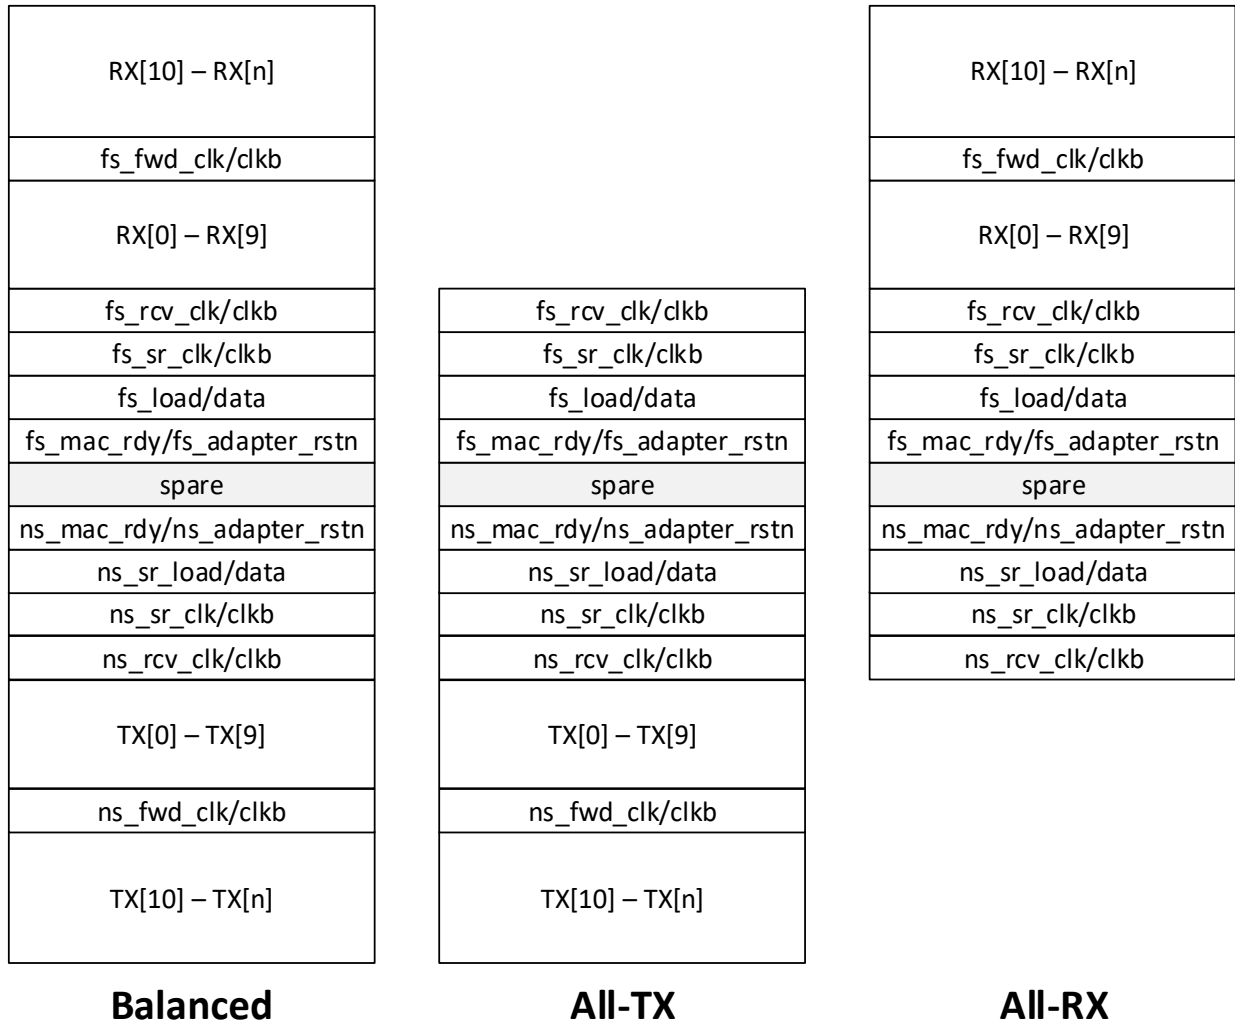 RX[10] – RX[n]
fs_fwd_clk/clkb
RX[0] – RX[9]
fs_rcv_clk/clkb
fs_sr_clk/clkb
fs_load/data
fs_mac_rdy/fs_adapter_rstn
spare
ns_mac_rdy/ns_adapter_rstn
ns_sr_load/data
ns_sr_clk/clkb
ns_rcv_clk/clkb
TX[0] – TX[9]
ns_fwd_clk/clkb
TX[10] – TX[n]
Balanced
fs_rcv_clk/clkb
fs_sr_clk/clkb
fs_load/data
fs_mac_rdy/fs_adapter_rstn
spare
ns_mac_rdy/ns_adapter_rstn
ns_sr_load/data
ns_sr_clk/clkb
ns_rcv_clk/clkb
TX[0] – TX[9]
ns_fwd_clk/clkb
TX[10] – TX[n]
All-TX
RX[10] – RX[n]
fs_fwd_clk/clkb
RX[0] – RX[9]
fs_rcv_clk/clkb
fs_sr_clk/clkb
fs_load/data
fs_mac_rdy/fs_adapter_rstn
spare
ns_mac_rdy/ns_adapter_rstn
ns_sr_load/data
ns_sr_clk/clkb
ns_rcv_clk/clkb
All-RX